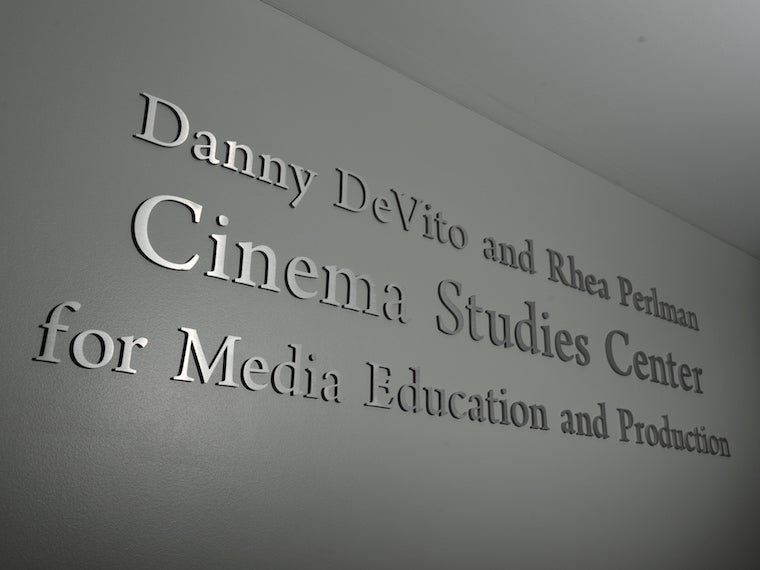 Danny DeVito and Rhea Perlman
Cinema Studies Center
for Media Education and Production